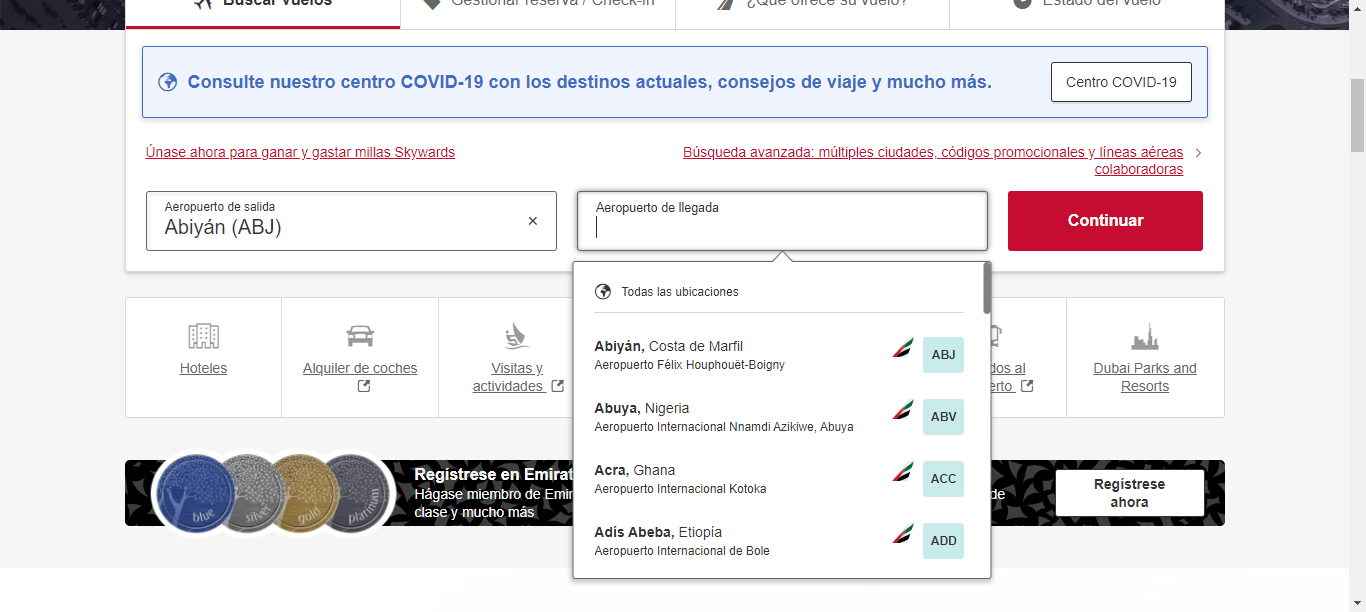 Buscar vuelos
Gestionar reserva / Check-in
¿Qué ofrece su vuelo?
Estado del vuelo
Consulte nuestro centro COVID-19 con los destinos actuales, consejos de viaje y mucho más.
Centro COVID-19
Únase ahora para ganar y gastar millas Skywards
Búsqueda avanzada: múltiples ciudades, códigos promocionales y líneas aéreas
colaboradoras
Aeropuerto de salida
Abiyán (ABJ)
Aeropuerto de llegada
Continuar
Todas las ubicaciones
Abiyán, Costa de Marfil
Aeropuerto Félix Houphouët-Boigny
ABJ
Abuya, Nigeria
Aeropuerto Internacional Nnamdi Azikiwe, Abuya
ABV
Acra, Ghana
Aeropuerto Internacional Kotoka
ACC
Adís Abeba, Etiopía
Aeropuerto Internacional de Bole
ADD
Hoteles
Alquiler de coches
Visitas y
actividades
dos al
erto
Dubai Parks and
Resorts
blue
silver
gold
platinum
Regístrese en Emirat
Hágase miembro de Emir
de
clase y mucho más
Regístrese
ahora